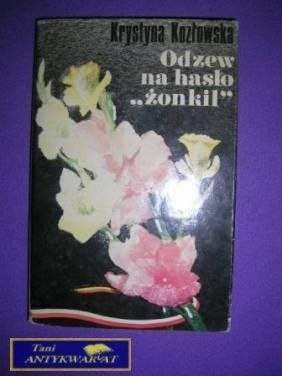 Krystyna Kozłowska
Odzew
na hasło
„żonkil”
Tani
ANTYKWARIAT